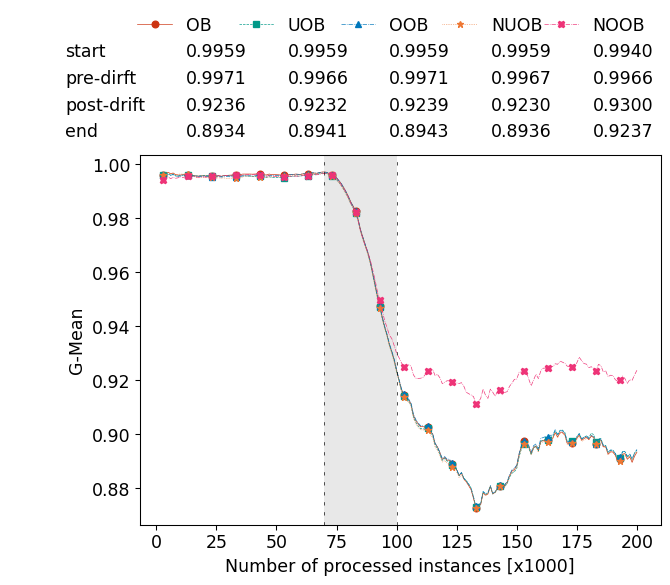 OB UOB OOB NUOB NOOB
start 0.9959 0.9959 0.9959 0.9959 0.9940
pre-dirft 0.9971 0.9966 0.9971 0.9967 0.9966
post-drift 0.9236 0.9232 0.9239 0.9230 0.9300
end 0.8934 0.8941 0.8943 0.8936 0.9237
1.00
0.98
0.96
0.94
0.92
0.90
0.88
G-Mean
0 25 50 75 100 125 150 175 200
Number of processed instances [x1000]